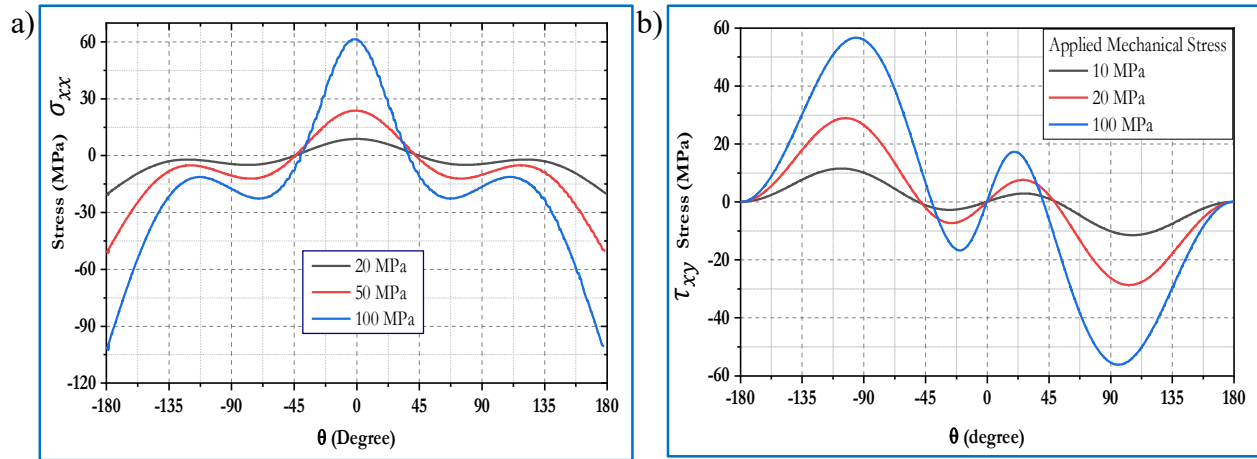 a)
Stress (MPa) σxx
60
30
0
-30
-60
-90
-120
20 MPa
50 MPa
100 MPa
-180 -135 -90 -45 0 45 90 135 180
θ (Degree)
b)
τxy Stress (MPa)
60
40
20
0
-20
-40
-60
Applied Mechanical Stress
10 MPa
20 MPa
100 MPa
-180 -135 -90 -45 0 45 90 135 180
θ (degree)